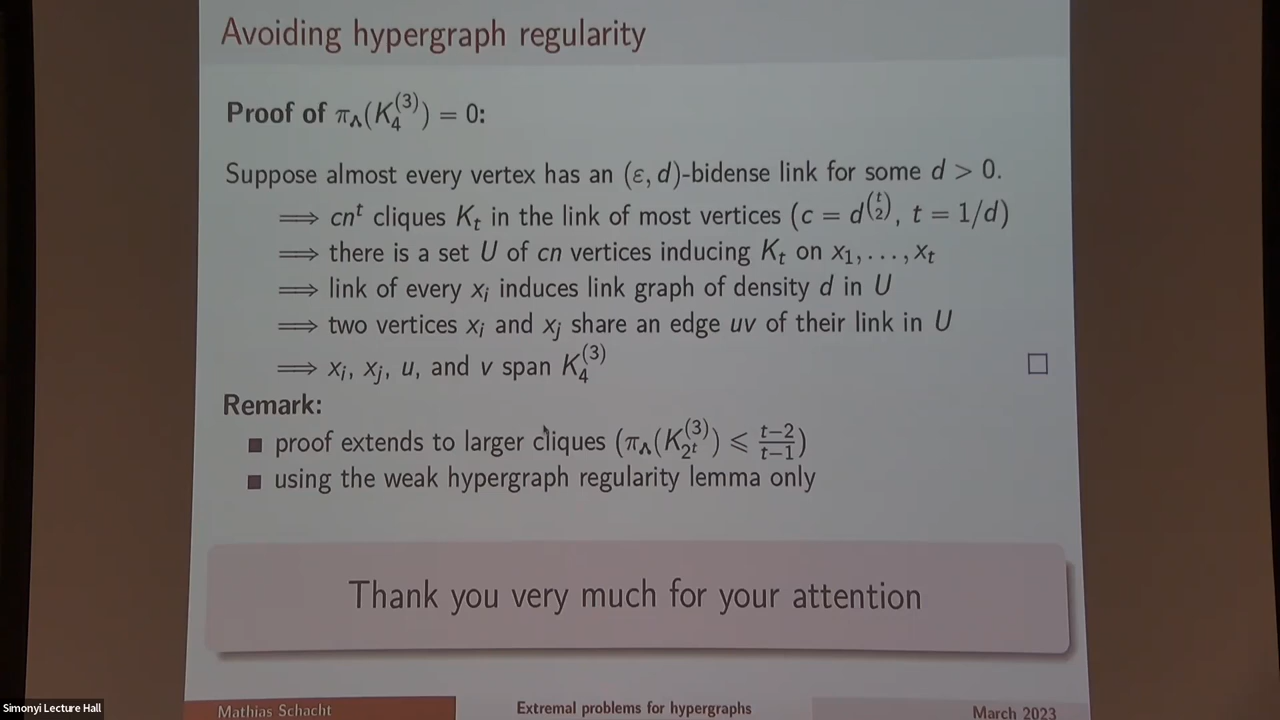 Avoiding hypergraph regularity
Proof of π_Λ(K_4^{(3)}) = 0:
Suppose almost every vertex has an (ε, d)-bidense link for some d > 0.
⟹ cn^t cliques K_t in the link of most vertices (c = d^{\binom{t}{2}}, t = 1/d)
⟹ there is a set U of cn vertices inducing K_t on x_1, . . . , x_t
⟹ link of every x_i induces link graph of density d in U
⟹ two vertices x_i and x_j share an edge uv of their link in U
⟹ x_i, x_j, u, and v span K_4^{(3)} □
Remark:
■ proof extends to larger cliques (π_Λ(K_{2^t}^{(3)}) ⩽ \frac{t−2}{t−1})
■ using the weak hypergraph regularity lemma only
Thank you very much for your attention
Mathias Schacht Extremal problems for hypergraphs March 2023
Simonyi Lecture Hall